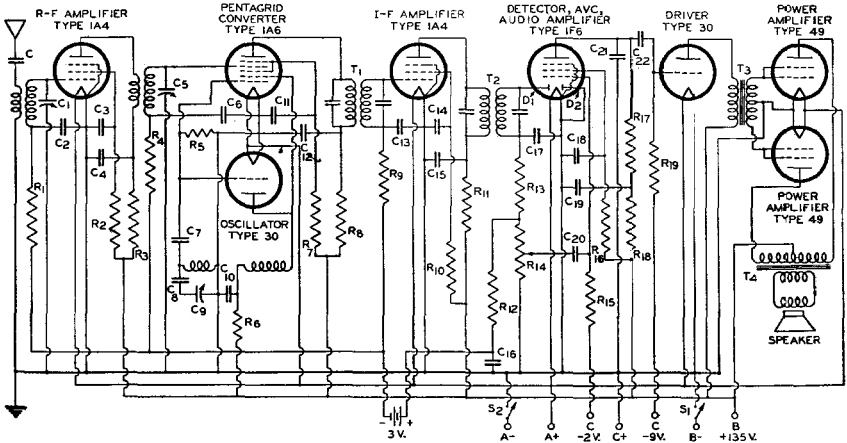 R-F AMPLIFIER
TYPE 1A4
PENTAGRID
CONVERTER
TYPE 1A6
I-F AMPLIFIER
TYPE 1A4
DETECTOR, AVC,
AUDIO AMPLIFIER
TYPE 1F6
DRIVER
TYPE 30
POWER
AMPLIFIER
TYPE 49
C
C1
C2
C3
C4
C5
C6
C11
C12
R4
R5
T1
C13
C14
C15
T2
D1
D2
C17
C18
C19
C21
C22
R17
R19
T3
R1
R2
R3
OSCILLATOR
TYPE 30
C7
C8
C9
C10
R6
R7
R8
R9
R10
R11
R12
R13
R14
C20
R15
R16
R18
C16
POWER
AMPLIFIER
TYPE 49
T4
SPEAKER
- +
3 V.
S2
A-
A+
C
-2V.
C+
C
-9V.
S1
B-
B
+135V.